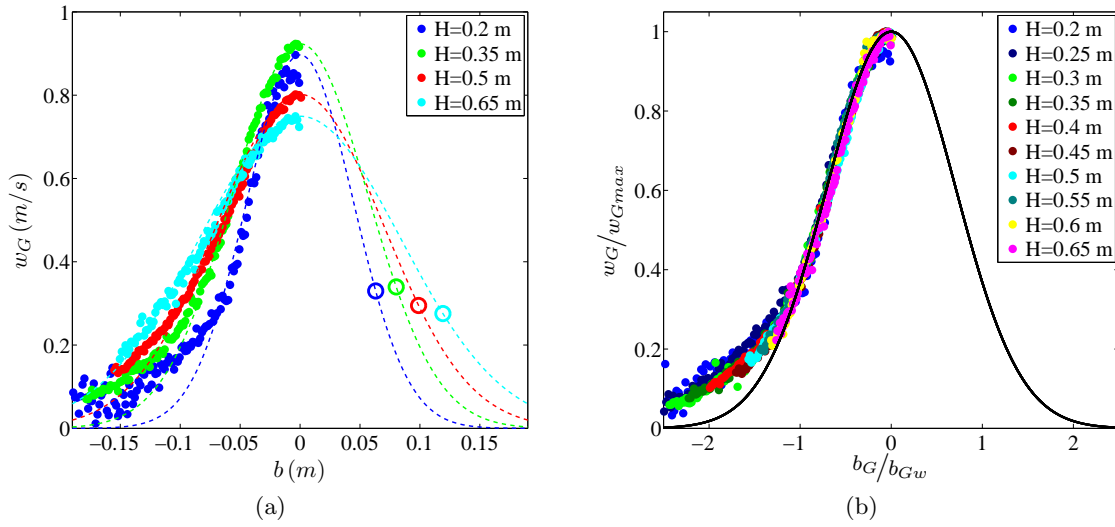 1
0.8
0.6
0.4
0.2
0
w_G (m/s)
−0.15 −0.1 −0.05 0 0.05 0.1 0.15
b (m)
H=0.2 m
H=0.35 m
H=0.5 m
H=0.65 m
(a)
1
0.8
0.6
0.4
0.2
0
w_G/w_Gmax
−2 −1 0 1 2
b_G/b_Gw
H=0.2 m
H=0.25 m
H=0.3 m
H=0.35 m
H=0.4 m
H=0.45 m
H=0.5 m
H=0.55 m
H=0.6 m
H=0.65 m
(b)